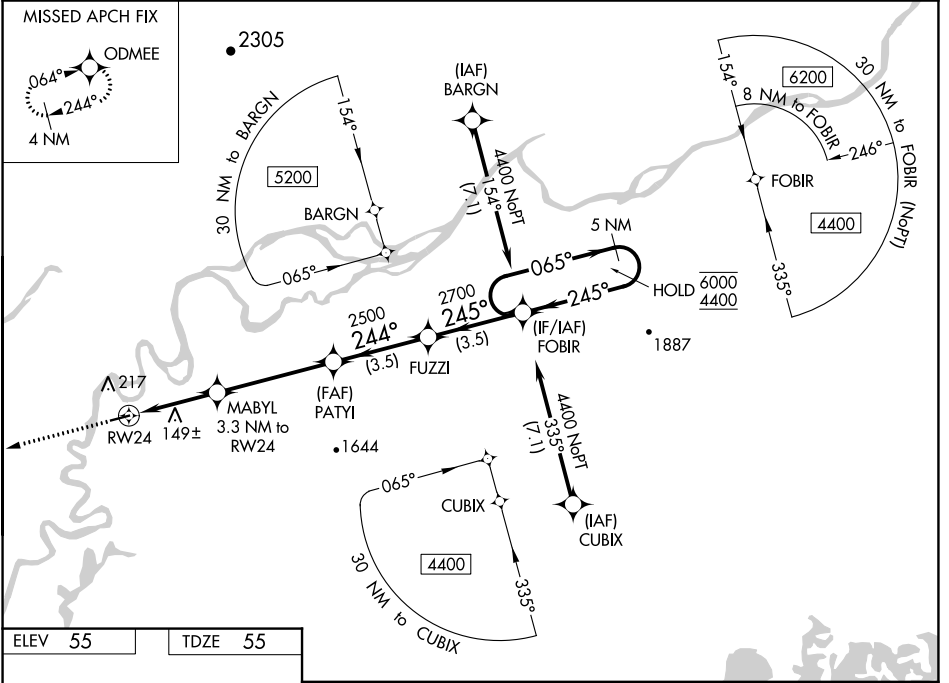 MISSED APCH FIX
ODMEE
064°
244°
4 NM
2305
(IAF)
BARGN
4400 NoPT
154°
(7.1)
30 NM to BARGN
154°
5200
BARGN
065°
154°
6200
30 NM to FOBIR (NoPT)
8 NM to FOBIR
246°
FOBIR
4400
335°
5 NM
065°
245°
HOLD 6000
4400
(IF/IAF)
FOBIR
1887
2700
245°
(3.5)
FUZZI
2500
244°
(3.5)
(FAF)
PATYI
MABYL
3.3 NM to
RW24
217
RW24
149±
1644
4400 NoPT
335°
(7.1)
(IAF)
CUBIX
065°
CUBIX
4400
335°
30 NM to CUBIX
ELEV 55
TDZE 55